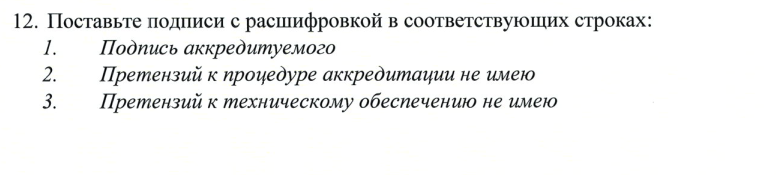 12. Поставьте подписи с расшифровкой в соответствующих строках:
1. Подпись аккредитуемого
2. Претензий к процедуре аккредитации не имею
3. Претензий к техническому обеспечению не имею